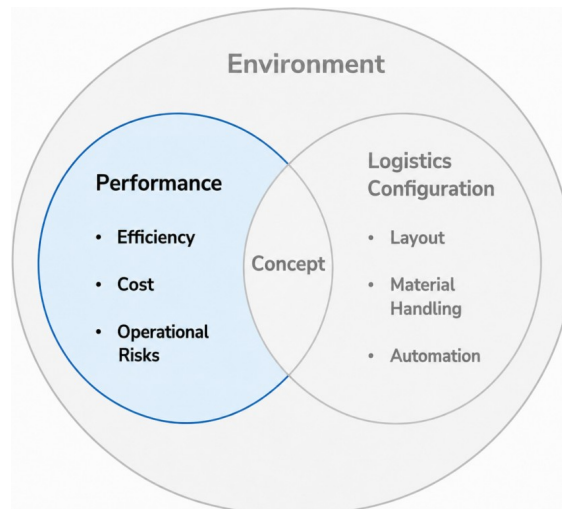 Environment
Performance
• Efficiency
• Cost
• Operational
Risks
Concept
Logistics
Configuration
• Layout
• Material
Handling
• Automation